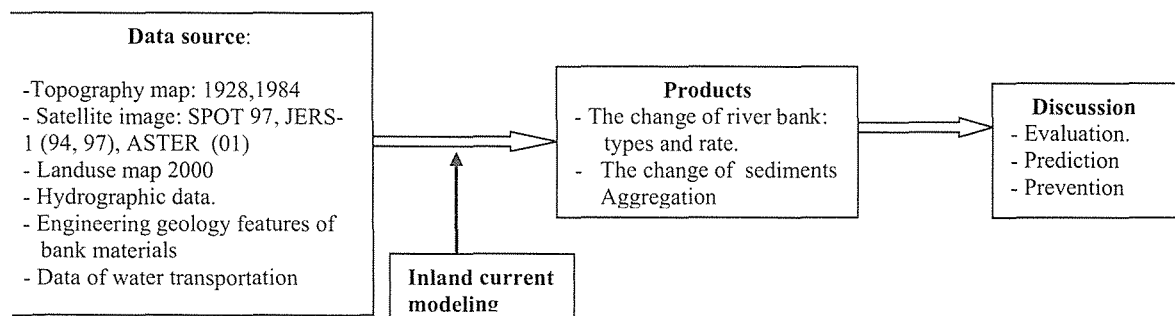 Data source:
-Topography map: 1928,1984
- Satellite image: SPOT 97, JERS-
1 (94, 97), ASTER (01)
- Landuse map 2000
- Hydrographic data.
- Engineering geology features of
bank materials
- Data of water transportation
Inland current
modeling
Products
- The change of river bank:
types and rate.
- The change of sediments
Aggregation
Discussion
- Evaluation.
- Prediction
- Prevention